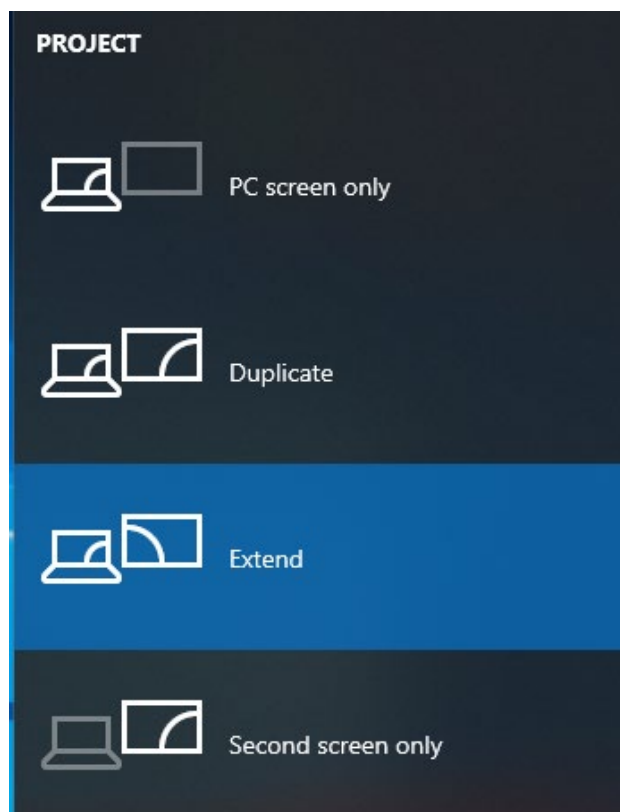 PROJECT
PC screen only
Duplicate
Extend
Second screen only